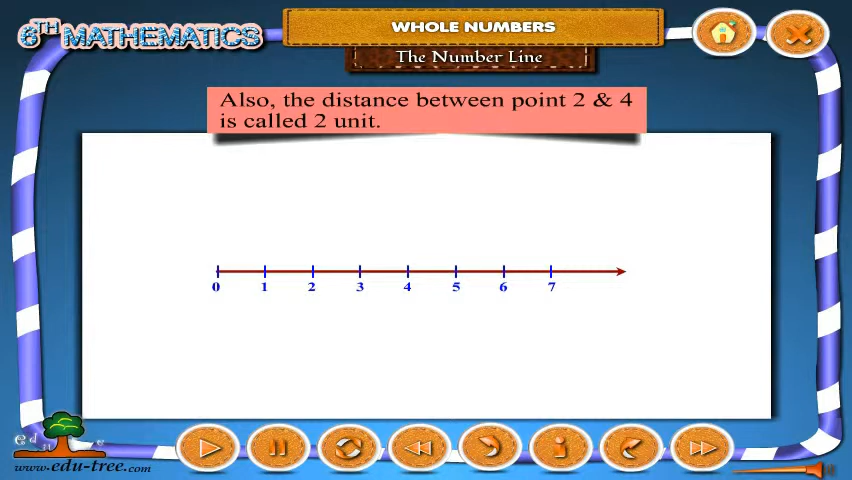 6TH MATHEMATICS
WHOLE NUMBERS
The Number Line
Also, the distance between point 2 & 4
is called 2 unit.
0 1 2 3 4 5 6 7
www.edu-tree.com